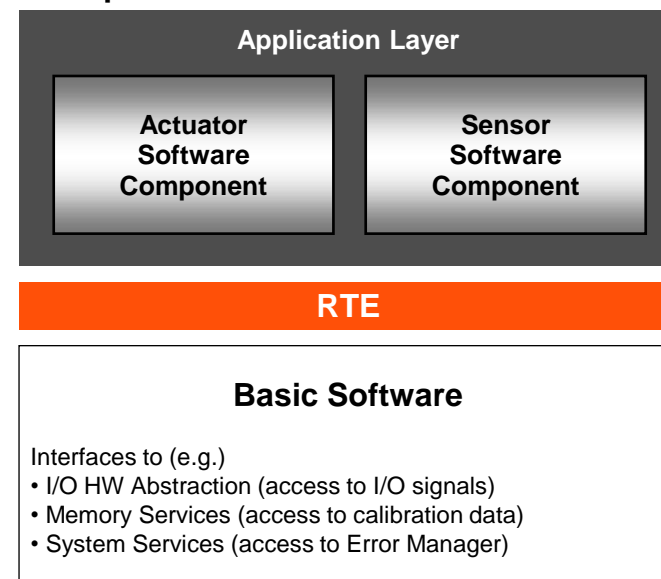 Application Layer
Actuator
Software
Component
Sensor
Software
Component
RTE
Basic Software
Interfaces to (e.g.)
• I/O HW Abstraction (access to I/O signals)
• Memory Services (access to calibration data)
• System Services (access to Error Manager)